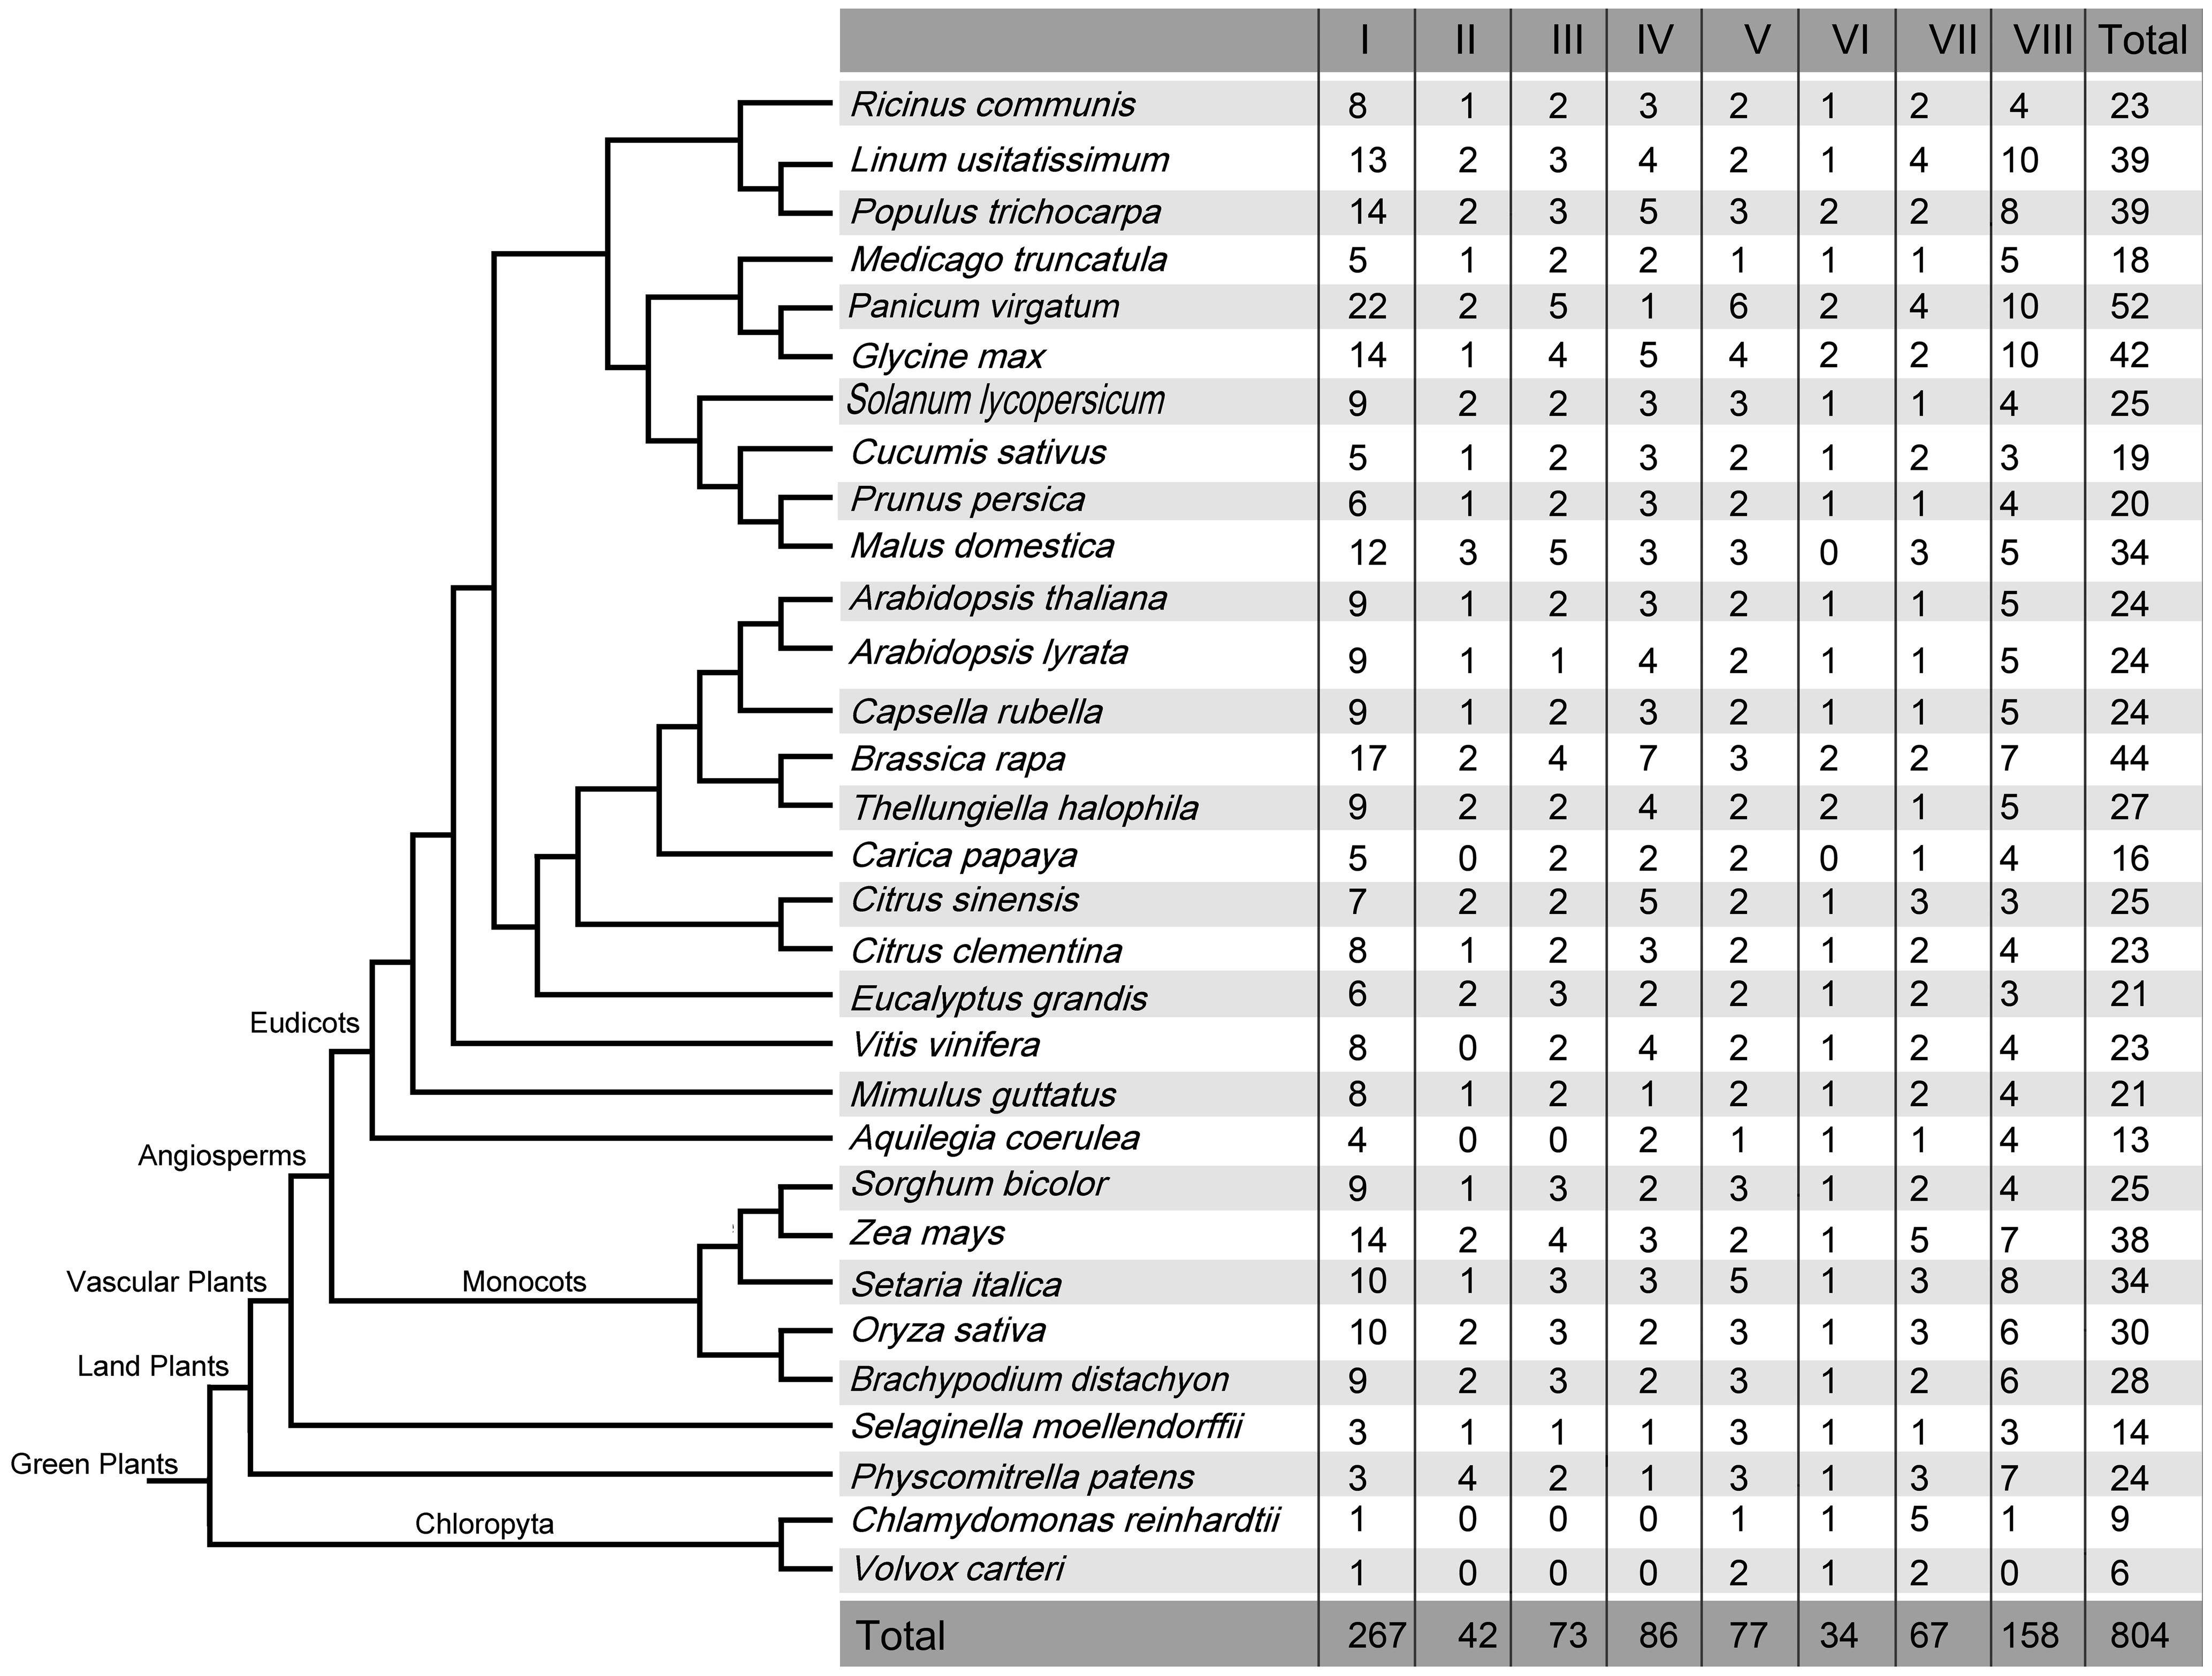 I II III IV V VI VII VIII Total
Ricinus communis 8 1 2 3 2 1 2 4 23
Linum usitatissimum 13 2 3 4 2 1 4 10 39
Populus trichocarpa 14 2 3 5 3 2 2 8 39
Medicago truncatula 5 1 2 2 1 1 1 5 18
Panicum virgatum 22 2 5 1 6 2 4 10 52
Glycine max 14 1 4 5 4 2 2 10 42
Solanum lycopersicum 9 2 2 3 3 1 1 4 25
Cucumis sativus 5 1 2 3 2 1 2 3 19
Prunus persica 6 1 2 3 2 1 1 4 20
Malus domestica 12 3 5 3 3 0 3 5 34
Arabidopsis thaliana 9 1 2 3 2 1 1 5 24
Arabidopsis lyrata 9 1 1 4 2 1 1 5 24
Capsella rubella 9 1 2 3 2 1 1 5 24
Brassica rapa 17 2 4 7 3 2 2 7 44
Thellungiella halophila 9 2 2 4 2 2 1 5 27
Carica papaya 5 0 2 2 2 0 1 4 16
Citrus sinensis 7 2 2 5 2 1 3 3 25
Citrus clementina 8 1 2 3 2 1 2 4 23
Eucalyptus grandis 6 2 3 2 2 1 2 3 21
Eudicots
Vitis vinifera 8 0 2 4 2 1 2 4 23
Mimulus guttatus 8 1 2 1 2 1 2 4 21
Aquilegia coerulea 4 0 0 2 1 1 1 4 13
Angiosperms
Sorghum bicolor 9 1 3 2 3 1 2 4 25
Zea mays 14 2 4 3 2 1 5 7 38
Vascular Plants Monocots Setaria italica 10 1 3 3 5 1 3 8 34
Oryza sativa 10 2 3 2 3 1 3 6 30
Land Plants
Brachypodium distachyon 9 2 3 2 3 1 2 6 28
Selaginella moellendorffii 3 1 1 1 3 1 1 3 14
Green Plants Physcomitrella patens 3 4 2 1 3 1 3 7 24
Chloropyta Chlamydomonas reinhardtii 1 0 0 0 1 1 5 1 9
Volvox carteri 1 0 0 0 2 1 2 0 6
Total 267 42 73 86 77 34 67 158 804